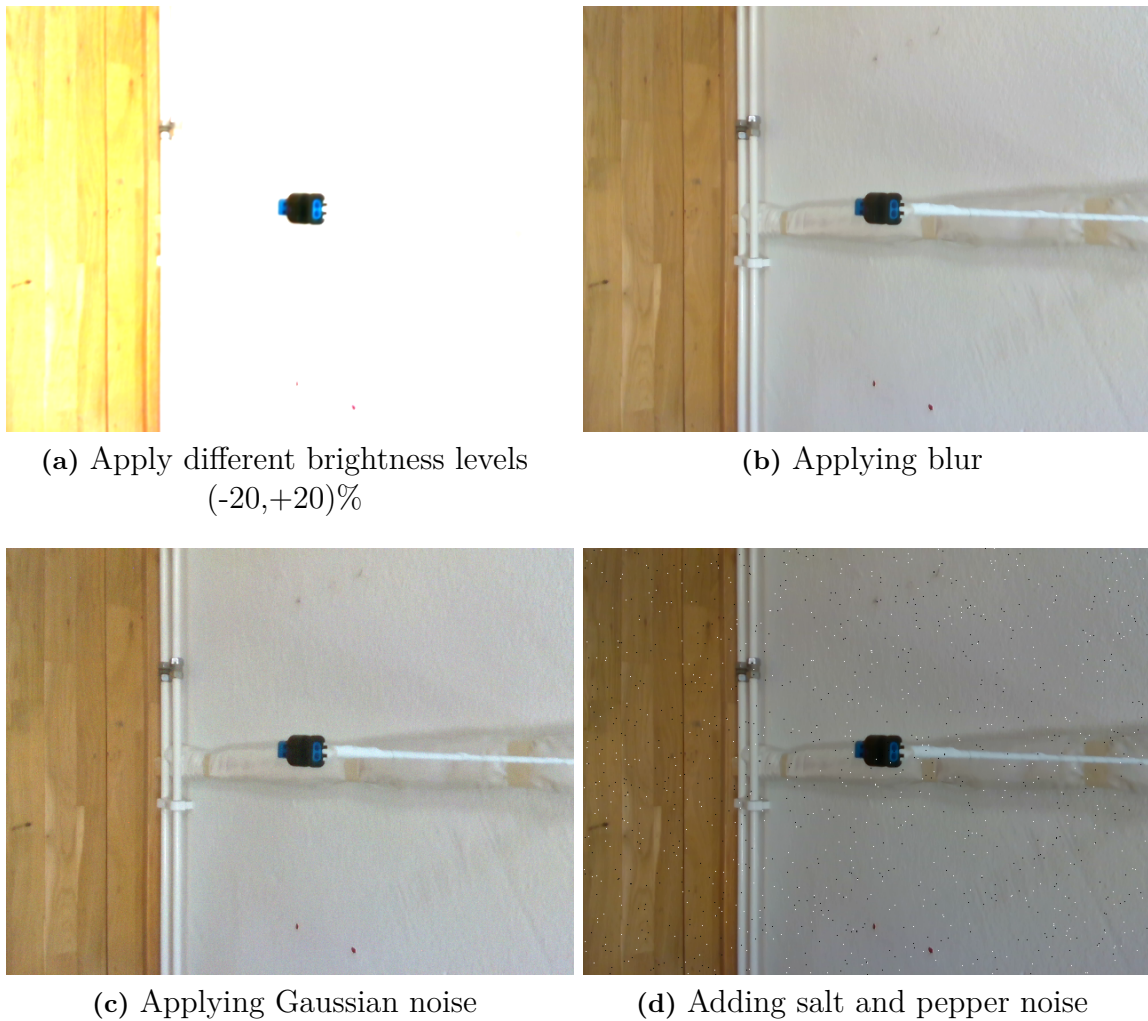 (a) Apply different brightness levels
(-20,+20)%
(b) Applying blur
(c) Applying Gaussian noise
(d) Adding salt and pepper noise